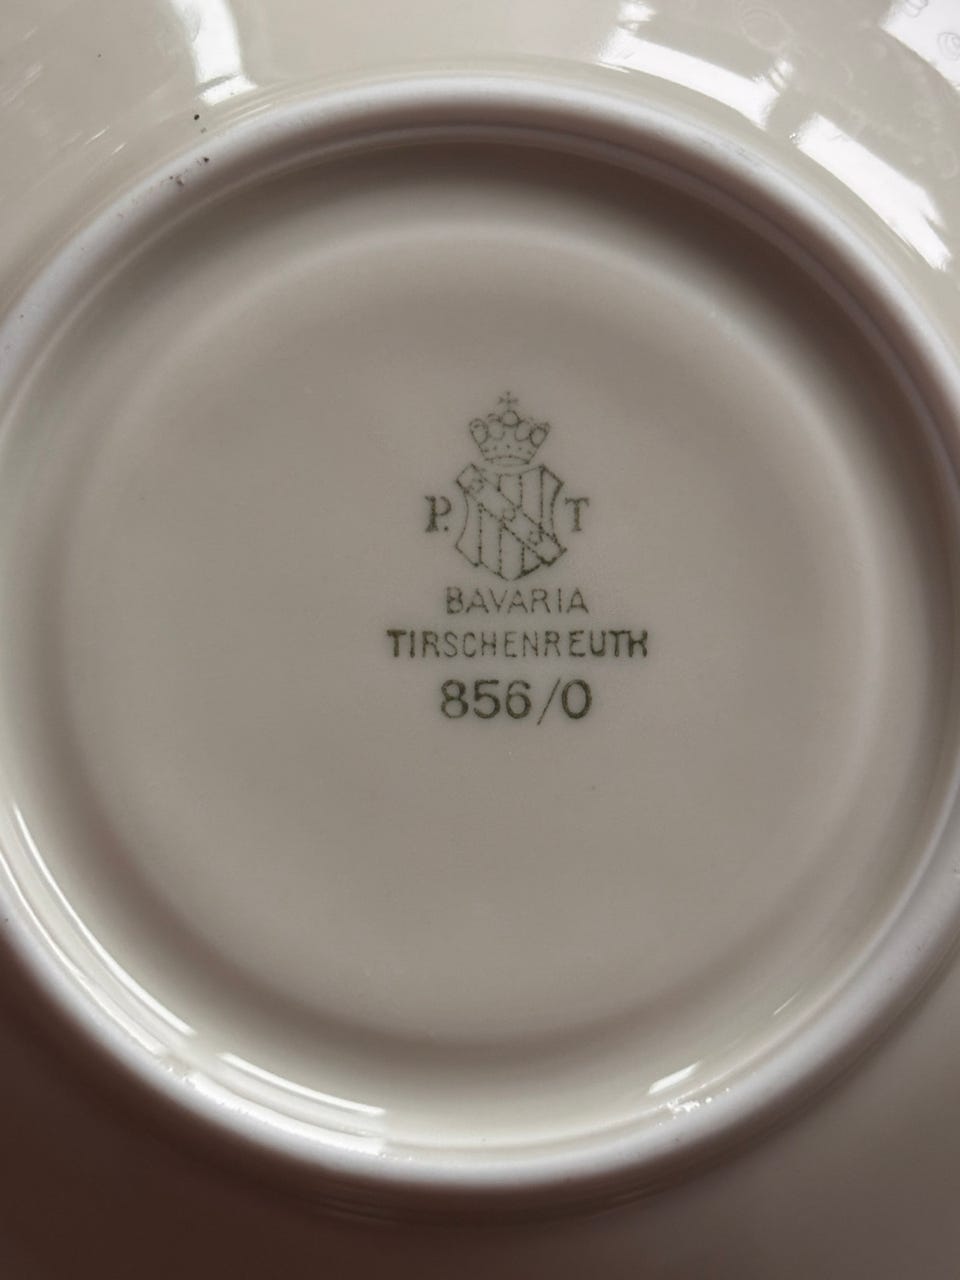 P. T
BAVARIA
TIRSCHENREUTH
856/0